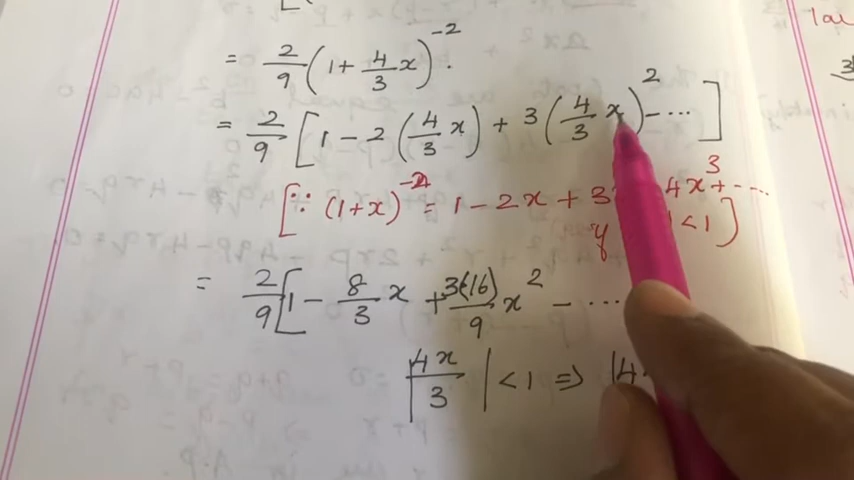 = 2/9 (1 + 4/3 x)^-2.
= 2/9 [1 - 2 (4/3 x) + 3 (4/3 x)^2 - ... ]
[∵ (1+x)^-2 = 1 - 2x + 3 4x^3 + ...
if < 1]
= 2/9 [1 - 8/3 x + 3(16)/9 x^2 - ...
|4x/3| < 1 ⇒ |4